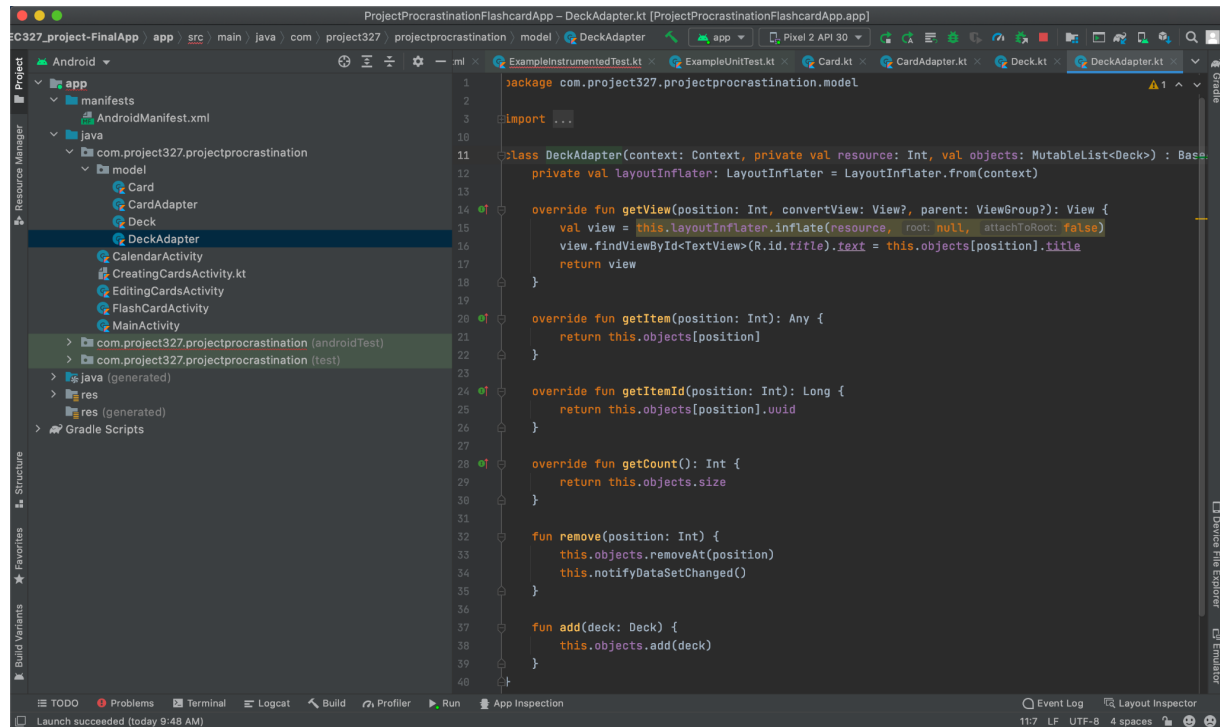 ProjectProcrastinationFlashcardApp – DeckAdapter.kt [ProjectProcrastinationFlashcardApp.app]
EC327_project-FinalApp app src main java com project327 projectprocrastination model DeckAdapter app Pixel 2 API 30
Project
Android
ml ExampleInstrumentedTest.kt ExampleUnitTest.kt Card.kt CardAdapter.kt Deck.kt DeckAdapter.kt
Gradle
app
manifests
AndroidManifest.xml
java
com.project327.projectprocrastination
model
Card
CardAdapter
Deck
DeckAdapter
CalendarActivity
CreatingCardsActivity.kt
EditingCardsActivity
FlashCardActivity
MainActivity
com.project327.projectprocrastination (androidTest)
com.project327.projectprocrastination (test)
java (generated)
res
res (generated)
Gradle Scripts
Resource Manager
Structure
Favorites
Build Variants
1 package com.project327.projectprocrastination.model
1
2
3 import ...
10
11 class DeckAdapter(context: Context, private val resource: Int, val objects: MutableList<Deck>) : Base
12 private val layoutInflater: LayoutInflater = LayoutInflater.from(context)
13
14 override fun getView(position: Int, convertView: View?, parent: ViewGroup?): View {
15 val view = this.layoutInflater.inflate(resource, root: null, attachToRoot: false)
16 view.findViewById<TextView>(R.id.title).text = this.objects[position].title
17 return view
18 }
19
20 override fun getItem(position: Int): Any {
21 return this.objects[position]
22 }
23
24 override fun getItemId(position: Int): Long {
25 return this.objects[position].uuid
26 }
27
28 override fun getCount(): Int {
29 return this.objects.size
30 }
31
32 fun remove(position: Int) {
33 this.objects.removeAt(position)
34 this.notifyDataSetChanged()
35 }
36
37 fun add(deck: Deck) {
38 this.objects.add(deck)
39 }
40 }
Device File Explorer
Emulator
TODO Problems Terminal Logcat Build Profiler Run App Inspection Event Log Layout Inspector
Launch succeeded (today 9:48 AM) 11:7 LF UTF-8 4 spaces